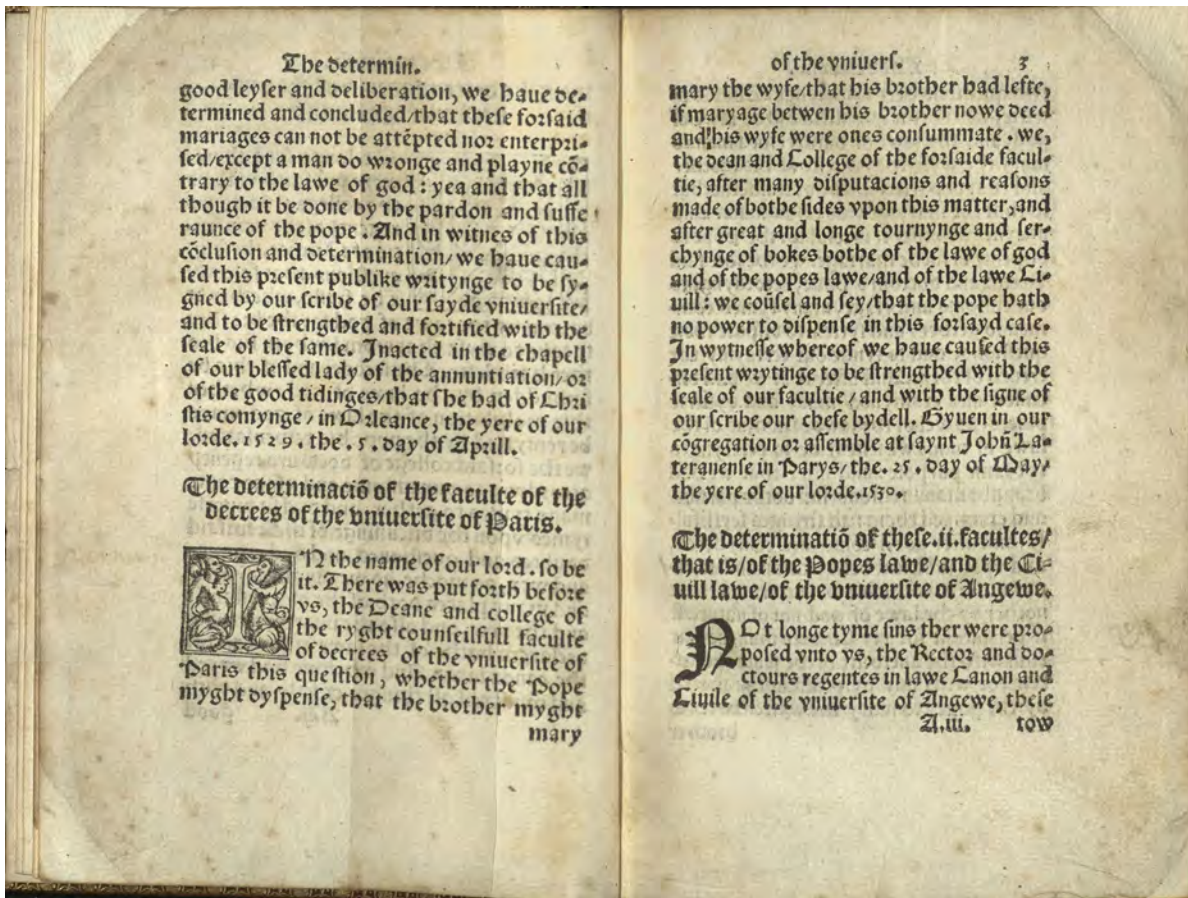 The determin.
good leyser and deliberation, we haue de-
termined and concluded/that these forsaid
mariages can not be attẽpted nor enterpri-
sed/except a man do wronge and playne cõ-
trary to the lawe of god : yea and that all
though it be done by the pardon and suffe
raunce of the pope . And in witnes of this
cõclusion and determination/ we haue cau-
sed this present publike writynge to be sy-
gned by our scribe of our sayde vniuersite/
and to be strengthed and fortified with the
seale of the same. Inacted in the chapell
of our blessed lady of the annuntiation/ or
of the good tidinges/that she had of Chri
stis comynge / in Orleance, the yere of our
lorde. 1529. the .5. day of Aprill.
The determinaciõ of the faculte of the
decrees of the vniuersite of Paris.
IN the name of our lord. so be
it. There was put forth before
vs, the Deane and college of
the ryght counseilfull faculte
of decrees of the vniuersite of
Paris this question , whether the Pope
myght dyspense, that the brother myght
mary
of the vniuers. 3
mary the wyfe/that his brother had lefte,
if maryage betwen his brother nowe deed
and his wyfe were ones consummate . we,
the dean and College of the forsaide facul-
tie, after many disputacions and reasons
made of bothe sides vpon this matter, and
after great and longe tournynge and ser-
chynge of bokes bothe of the lawe of god
and of the popes lawe/and of the lawe Ci-
uill : we coũsel and sey/that the pope hath
no power to dispense in this forsayd case.
In wytnesse whereof we haue caused this
present wrytinge to be strengthed with the
seale of our facultie / and with the signe of
our scribe our chefe bydell. Gyuen in our
cõgregation or assemble at saynt Johñ La-
teranense in Parys/ the. 25 . day of May/
the yere of our lorde.1530.
The determinatiõ of these.ii.facultes/
that is/of the Popes lawe/and the Ci-
uill lawe/of the vniuersite of Angewe.
NOt longe tyme sins ther were pro-
posed vnto vs, the Rector and do-
ctours regentes in lawe Canon and
Ciuile of the vniuersite of Angewe, these
A.iii. tow